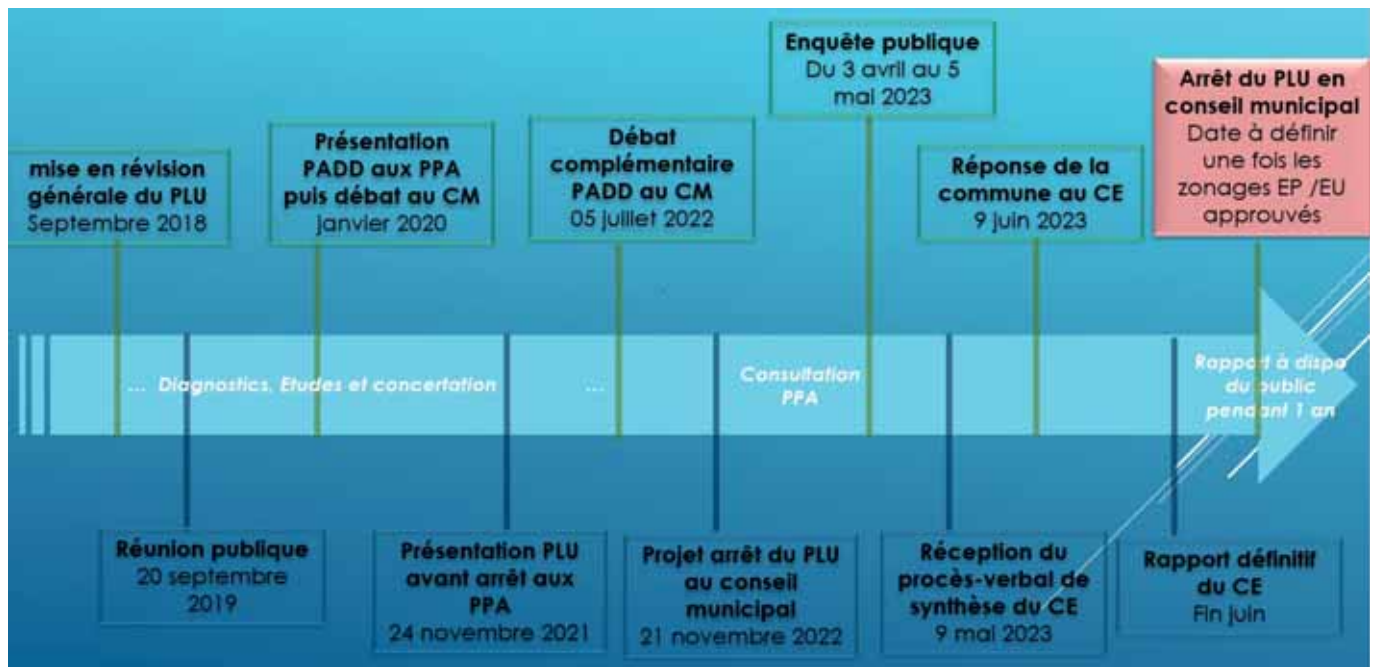 Enquête publique
Du 3 avril au 5
mai 2023
Arrêt du PLU en
conseil municipal
Date à définir
une fois les
zonages EP /EU
approuvés
Présentation
PADD aux PPA
puis débat au CM
janvier 2020
Débat
complémentaire
PADD au CM
05 juillet 2022
mise en révision
générale du PLU
Septembre 2018
Réponse de la
commune au CE
9 juin 2023
... Diagnostics, Etudes et concertation
...
Consultation
PPA
Rapport à dispo
du public
pendant 1 an
Réunion publique
20 septembre
2019
Présentation PLU
avant arrêt aux
PPA
24 novembre 2021
Projet arrêt du PLU
au conseil
municipal
21 novembre 2022
Réception du
procès-verbal de
synthèse du CE
9 mai 2023
Rapport définitif
du CE
Fin juin